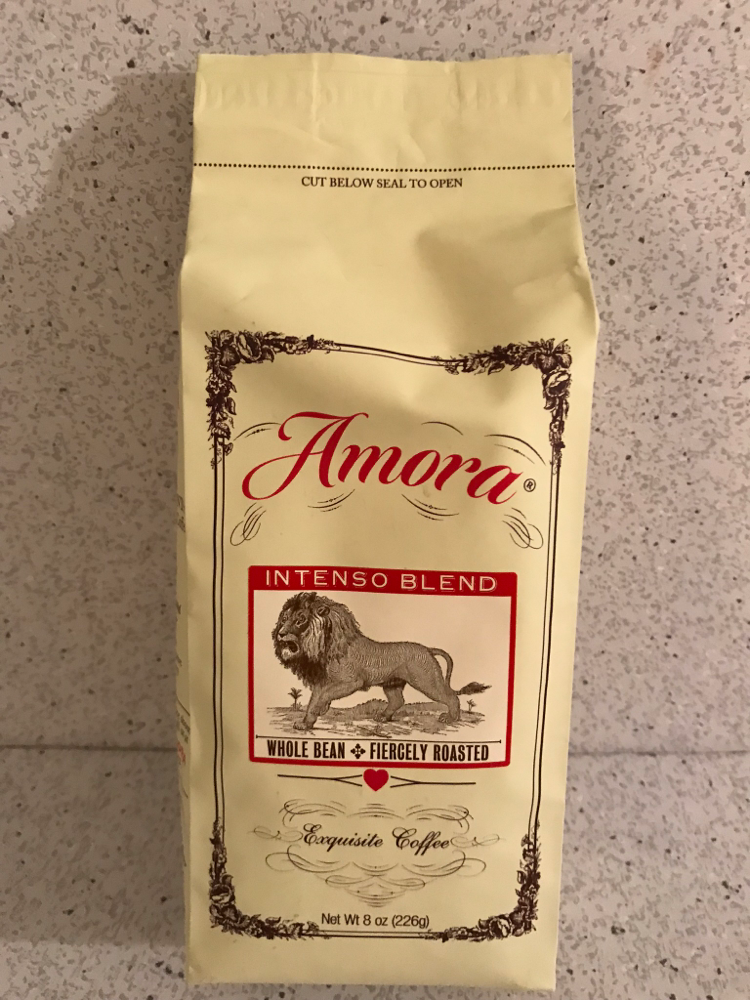 CUT BELOW SEAL TO OPEN
Amora®
INTENSO BLEND
WHOLE BEAN ✣ FIERCELY ROASTED
Exquisite Coffee
Net Wt 8 oz (226g)